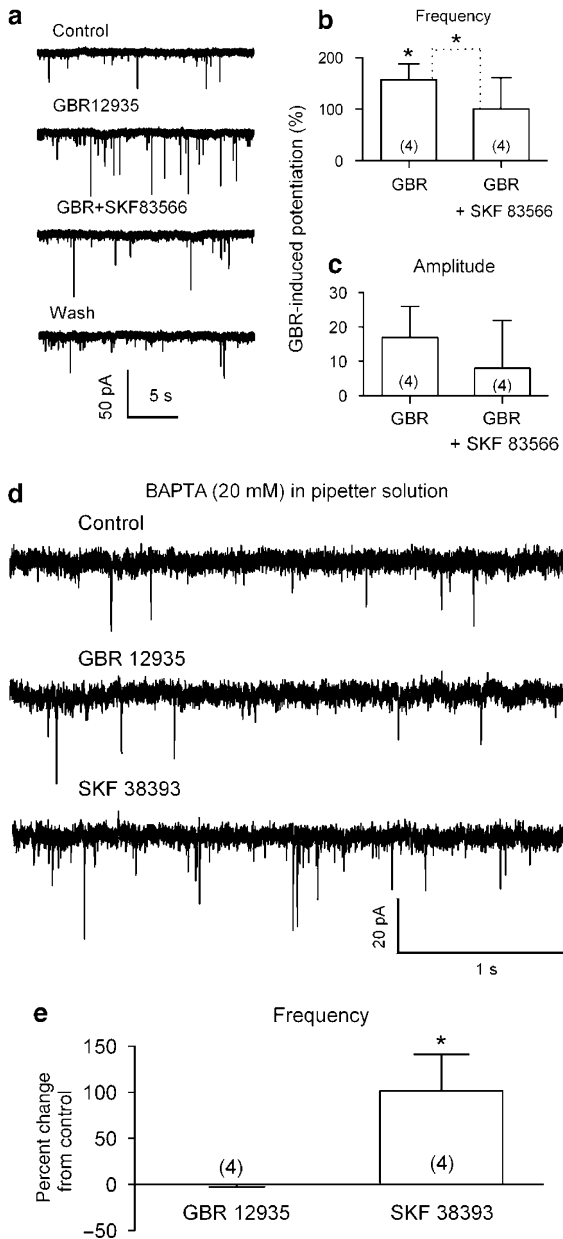 a
Control
GBR12935
GBR+SKF83566
Wash
50 pA
5 s
b
Frequency
GBR-induced potentiation (%)
200
100
0
*
*
(4)
(4)
GBR
GBR
+ SKF 83566
c
Amplitude
30
20
10
0
(4)
(4)
GBR
GBR
+ SKF 83566
d
BAPTA (20 mM) in pipetter solution
Control
GBR 12935
SKF 38393
20 pA
1 s
e
Frequency
Percent change
from control
150
100
50
0
−50
*
(4)
(4)
GBR 12935
SKF 38393